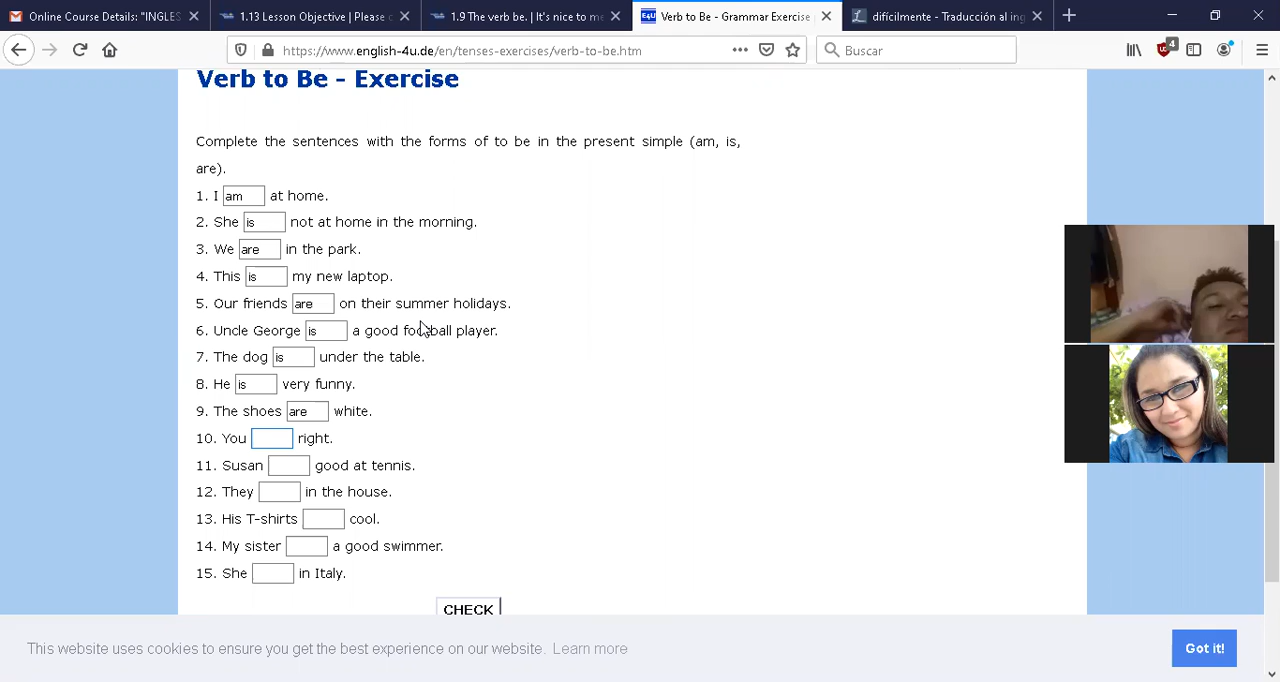 Online Course Details: "INGLES
1.13 Lesson Objective | Please c
1.9 The verb be. | It's nice to me
E4U Verb to Be - Grammar Exercise
difícilmente - Traducción al ing
https://www.english-4u.de/en/tenses-exercises/verb-to-be.htm
Buscar
4
Verb to Be - Exercise
Complete the sentences with the forms of to be in the present simple (am, is,
are).
1. I am at home.
2. She is not at home in the morning.
3. We are in the park.
4. This is my new laptop.
5. Our friends are on their summer holidays.
6. Uncle George is a good football player.
7. The dog is under the table.
8. He is very funny.
9. The shoes are white.
10. You right.
11. Susan good at tennis.
12. They in the house.
13. His T-shirts cool.
14. My sister a good swimmer.
15. She in Italy.
CHECK
This website uses cookies to ensure you get the best experience on our website. Learn more
Got it!